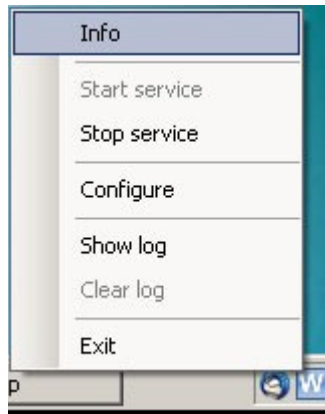 Info
Start service
Stop service
Configure
Show log
Clear log
Exit
p
W